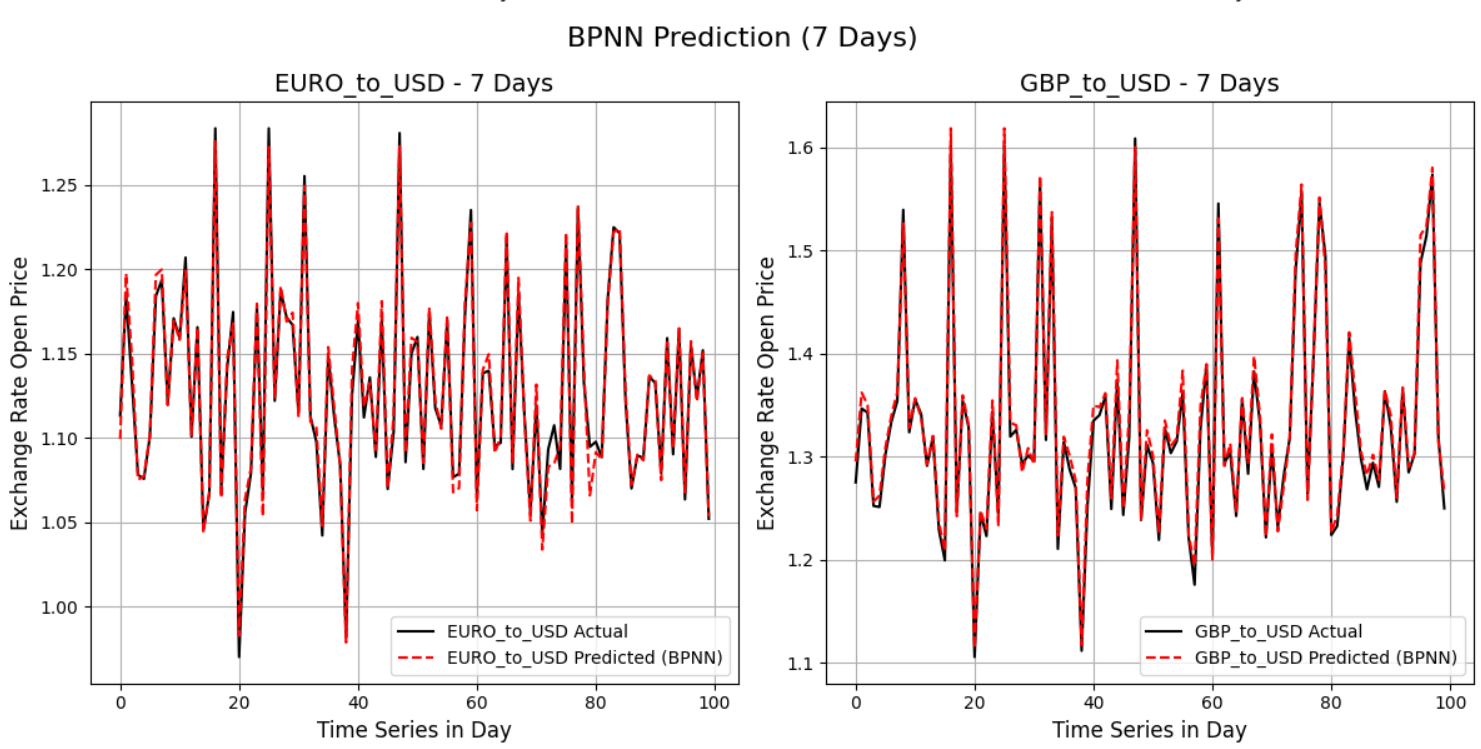 BPNN Prediction (7 Days)
EURO_to_USD - 7 Days
Exchange Rate Open Price
1.25
1.20
1.15
1.10
1.05
1.00
EURO_to_USD Actual
EURO_to_USD Predicted (BPNN)
0 20 40 60 80 100
Time Series in Day
GBP_to_USD - 7 Days
Exchange Rate Open Price
1.6
1.5
1.4
1.3
1.2
1.1
GBP_to_USD Actual
GBP_to_USD Predicted (BPNN)
0 20 40 60 80 100
Time Series in Day